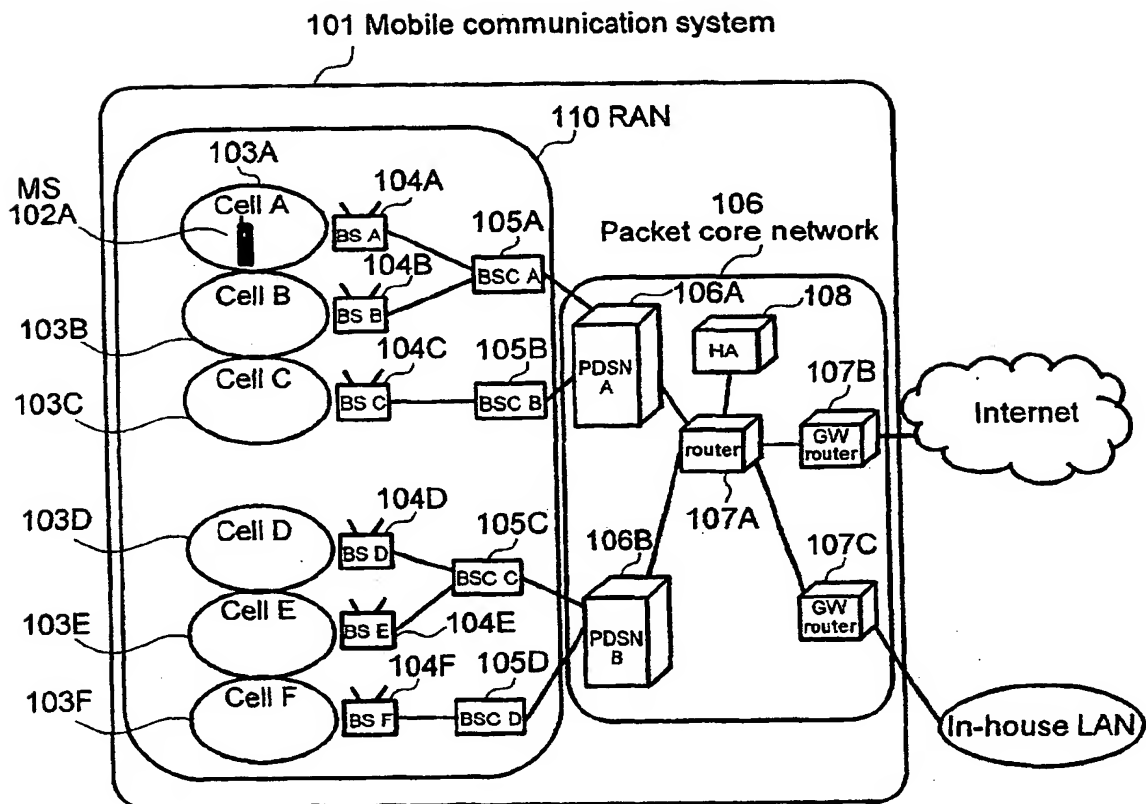 101 Mobile communication system
110 RAN
103A
MS
102A
Cell A
104A
BS A
105A
BSC A
106
Packet core network
Cell B
104B
BS B
103B
106A
108
PDSN
A
HA
Cell C
104C
BS C
105B
BSC B
103C
107B
GW
router
Internet
router
107A
103D
Cell D
104D
BS D
105C
BSC C
106B
107C
GW
router
103E
Cell E
BS E
104E
PDSN
B
103F
Cell F
104F
BS F
105D
BSC D
In-house LAN